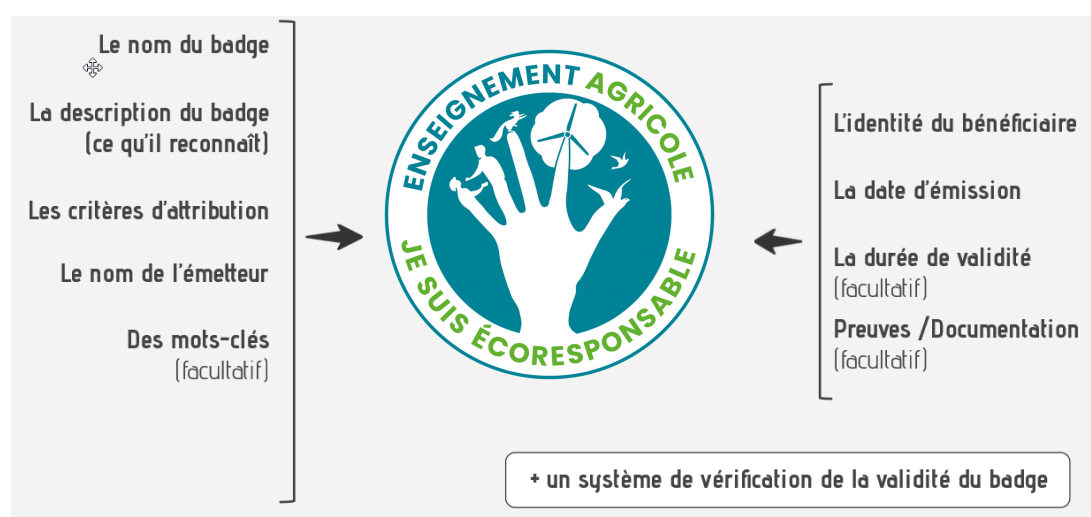 Le nom du badge
La description du badge
(ce qu'il reconnaît)
Les critères d'attribution
Le nom de l'émetteur
Des mots-clés
(facultatif)
ENSEIGNEMENT AGRICOLE
JE SUIS ÉCORESPONSABLE
L'identité du bénéficiaire
La date d'émission
La durée de validité
(facultatif)
Preuves /Documentation
(facultatif)
+ un système de vérification de la validité du badge